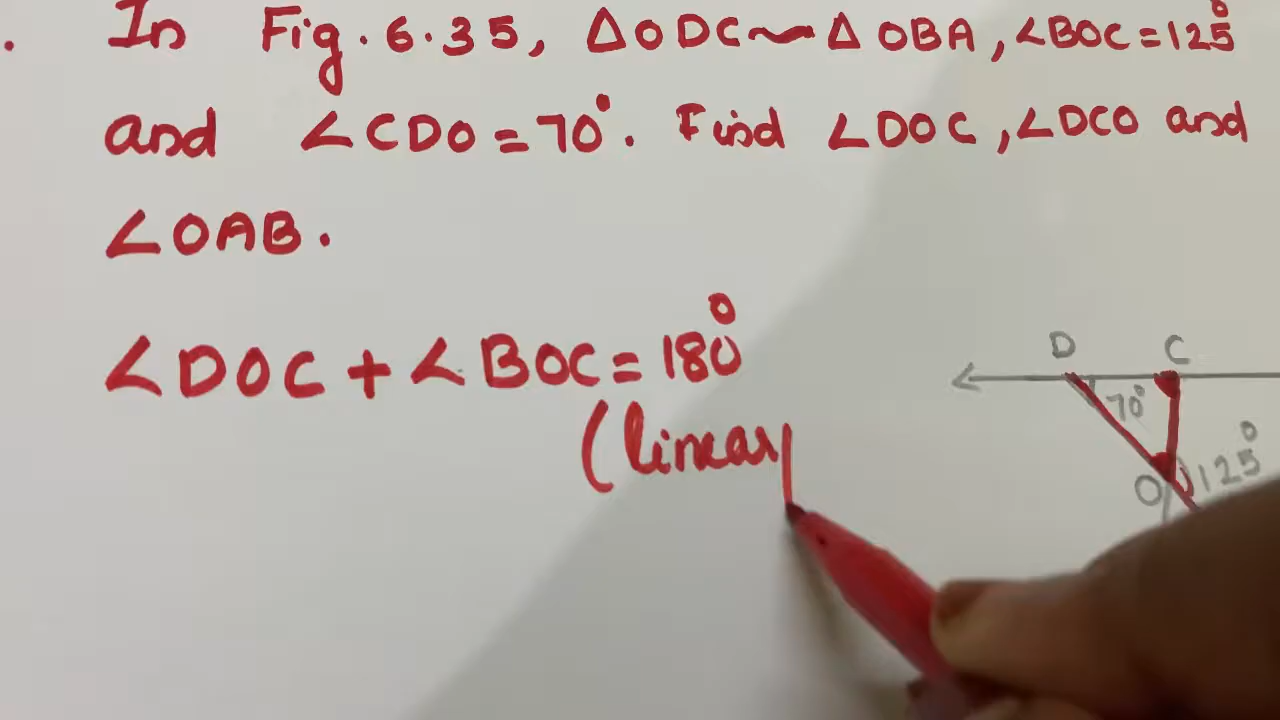 . In Fig. 6.35, ΔODC ~ ΔOBA, ∠BOC = 125°
and ∠CDO = 70°. Find ∠DOC, ∠DCO and
∠OAB.
∠DOC + ∠BOC = 180°
(linear
D C
70°
O 125°